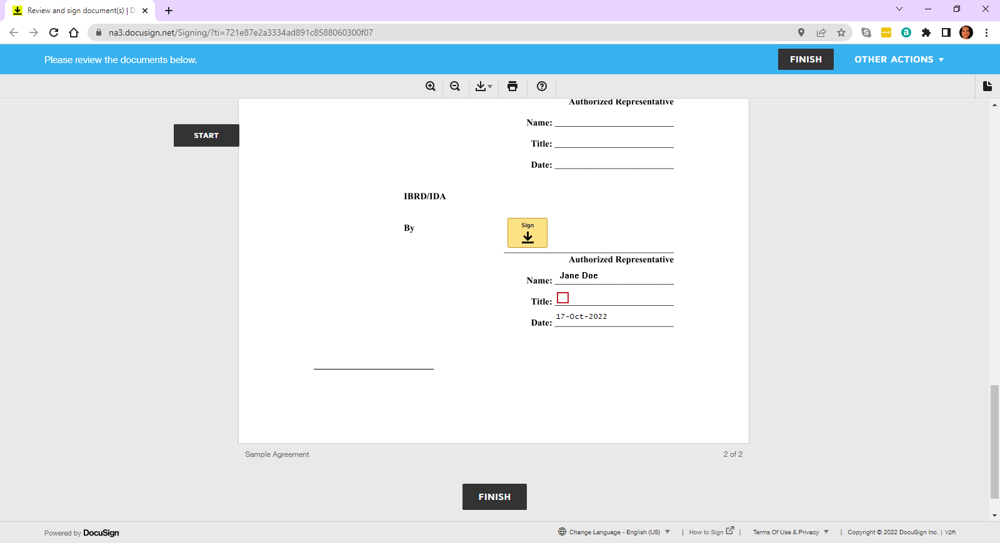 Review and sign document(s) | D
na3.docusign.net/Signing/?ti=721e87e2a3334ad891c8588060300f07
Please review the documents below.
FINISH
OTHER ACTIONS
Authorized Representative
START
Name:
Title:
Date:
IBRD/IDA
By
Sign
Authorized Representative
Name: Jane Doe
Title:
Date: 17-Oct-2022
Sample Agreement
2 of 2
FINISH
Powered by DocuSign
Change Language - English (US) | How to Sign | Terms Of Use & Privacy | Copyright © 2022 DocuSign Inc. | V2R